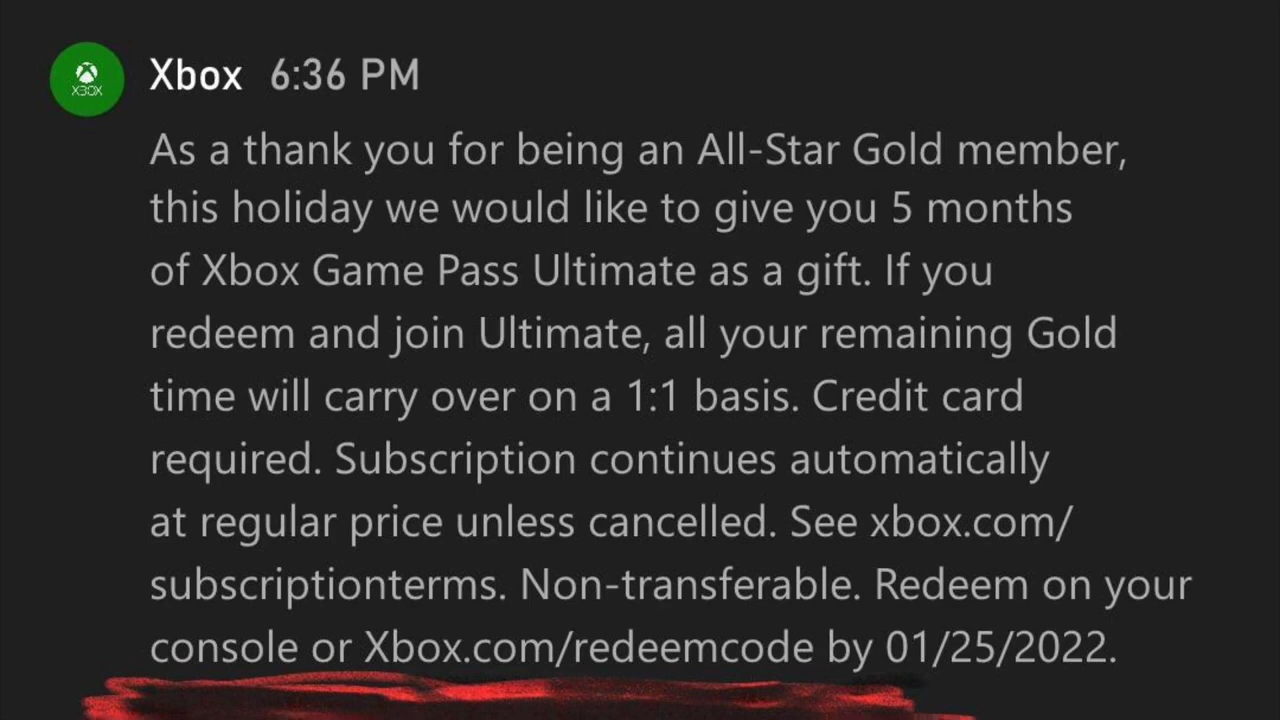 Xbox 6:36 PM
XBOX
As a thank you for being an All-Star Gold member,
this holiday we would like to give you 5 months
of Xbox Game Pass Ultimate as a gift. If you
redeem and join Ultimate, all your remaining Gold
time will carry over on a 1:1 basis. Credit card
required. Subscription continues automatically
at regular price unless cancelled. See xbox.com/
subscriptionterms. Non-transferable. Redeem on your
console or Xbox.com/redeemcode by 01/25/2022.